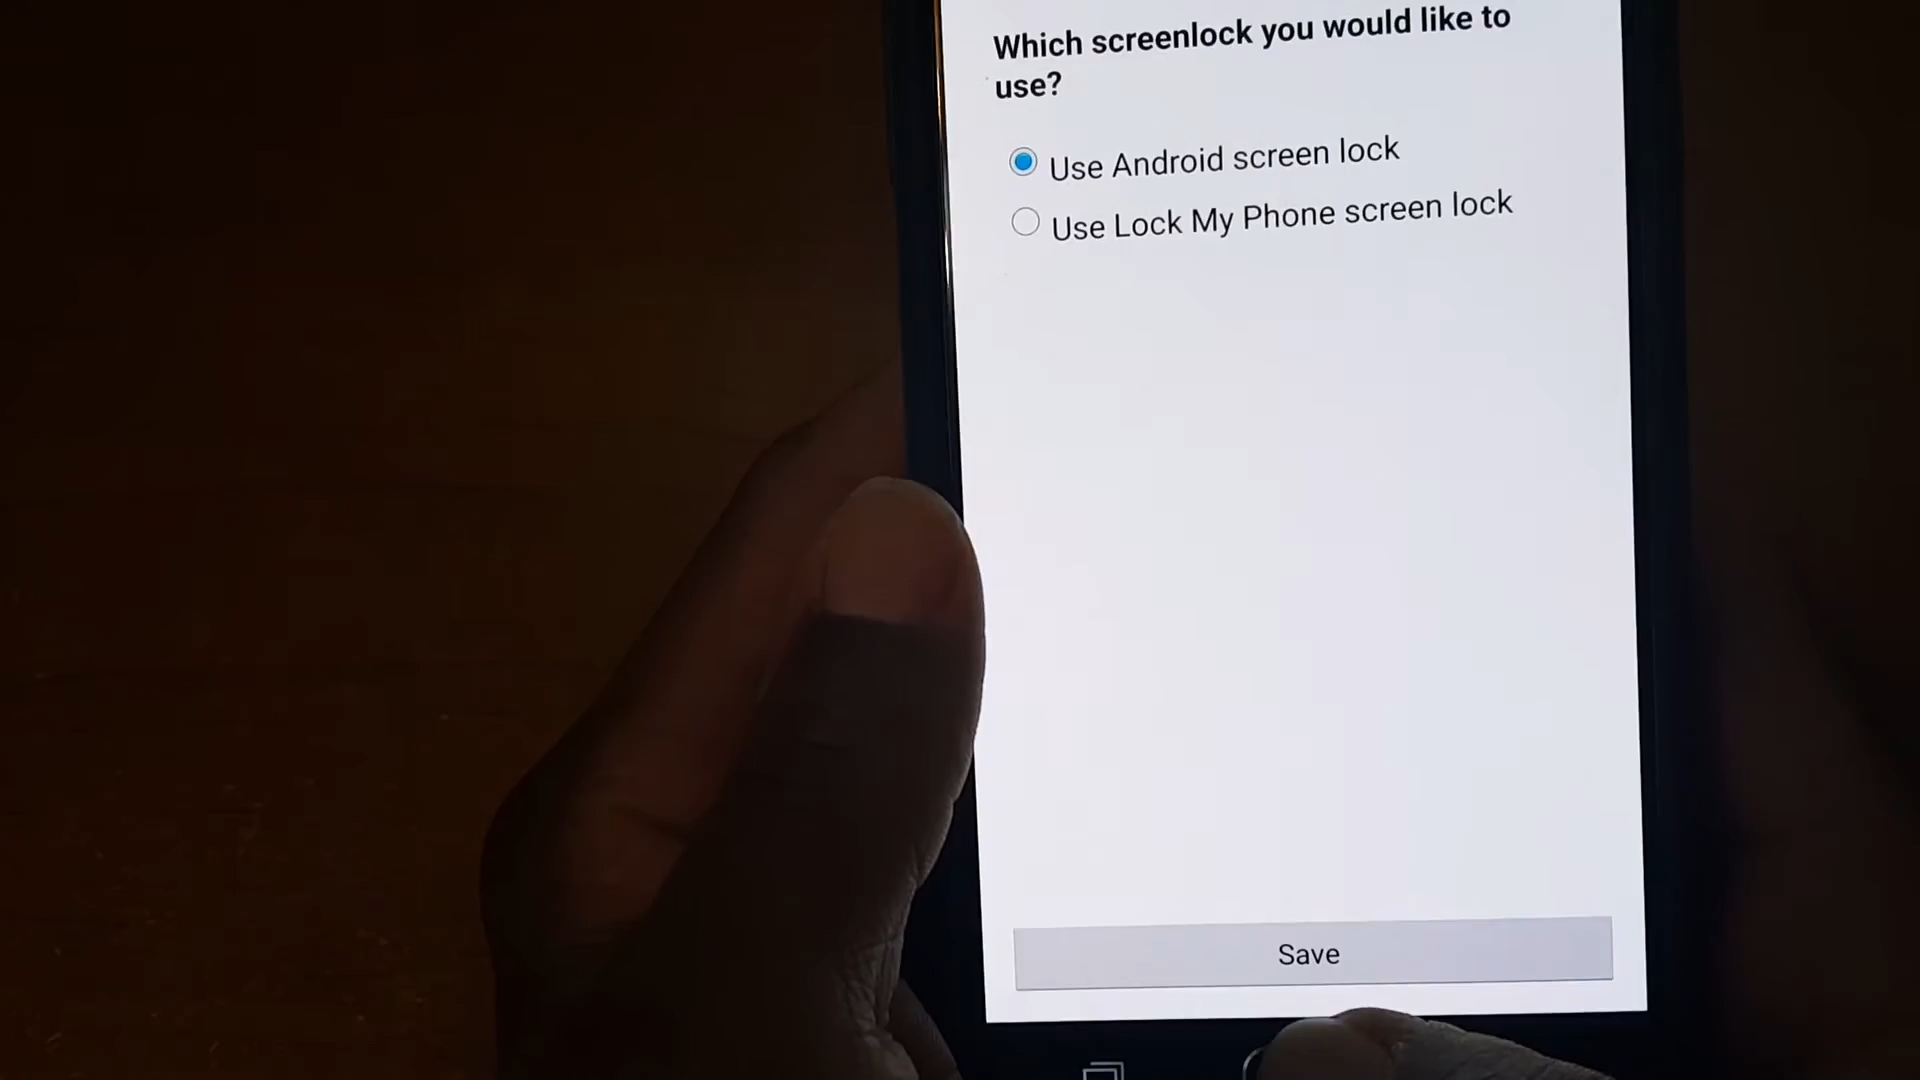 Which screenlock you would like to
use?
Use Android screen lock
Use Lock My Phone screen lock
Save